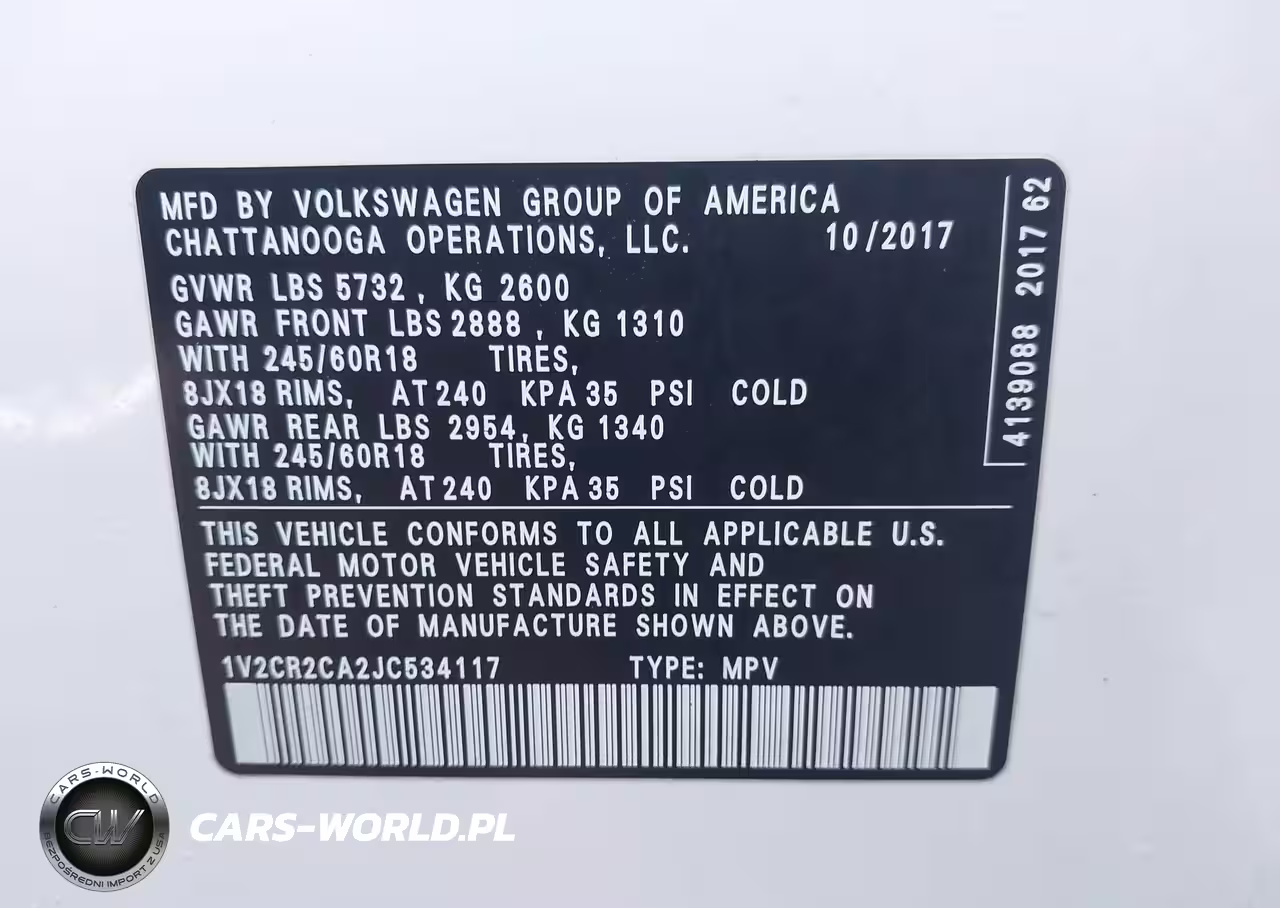 MFD BY VOLKSWAGEN GROUP OF AMERICA
CHATTANOOGA OPERATIONS, LLC. 10/2017
GVWR LBS 5732, KG 2600
GAWR FRONT LBS 2888, KG 1310
WITH 245/60R18 TIRES,
8JX18 RIMS, AT 240 KPA 35 PSI COLD
GAWR REAR LBS 2954, KG 1340
WITH 245/60R18 TIRES,
8JX18 RIMS, AT 240 KPA 35 PSI COLD
4139088 2017 62
THIS VEHICLE CONFORMS TO ALL APPLICABLE U.S.
FEDERAL MOTOR VEHICLE SAFETY AND
THEFT PREVENTION STANDARDS IN EFFECT ON
THE DATE OF MANUFACTURE SHOWN ABOVE.
1V2CR2CA2JC534117 TYPE: MPV
CARS-WORLD
CW
BEZPOŚREDNI IMPORT Z USA
CARS-WORLD.PL